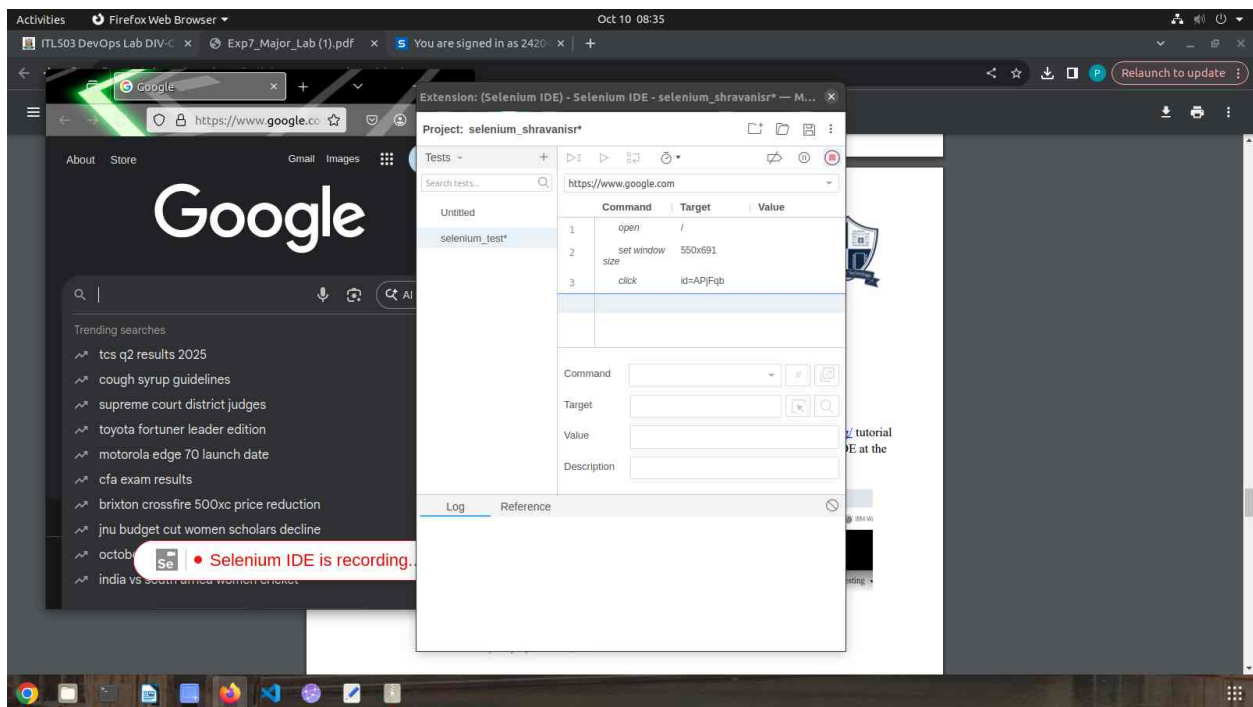 Activities Firefox Web Browser Oct 10 08:35
ITL503 DevOps Lab DIV-C × Exp7_Major_Lab (1).pdf × You are signed in as 2420 × +
Relaunch to update
Google × +
https://www.google.co
About Store Gmail Images
Google
AI
Trending searches
tcs q2 results 2025
cough syrup guidelines
supreme court district judges
toyota fortuner leader edition
motorola edge 70 launch date
cfa exam results
brixton crossfire 500xc price reduction
jnu budget cut women scholars decline
octob
india vs south africa women cricket
Se Selenium IDE is recording..
Extension: (Selenium IDE) - Selenium IDE - selenium_shravanisr* — M... ×
Project: selenium_shravanisr*
Tests +
Search tests...
Untitled
selenium_test*
https://www.google.com
Command Target Value
1 open /
2 set window size 550x691
3 click id=APjFqb
Command //
Target
Value
Description
Log Reference
/ tutorial
DE at the
IBM W
esting